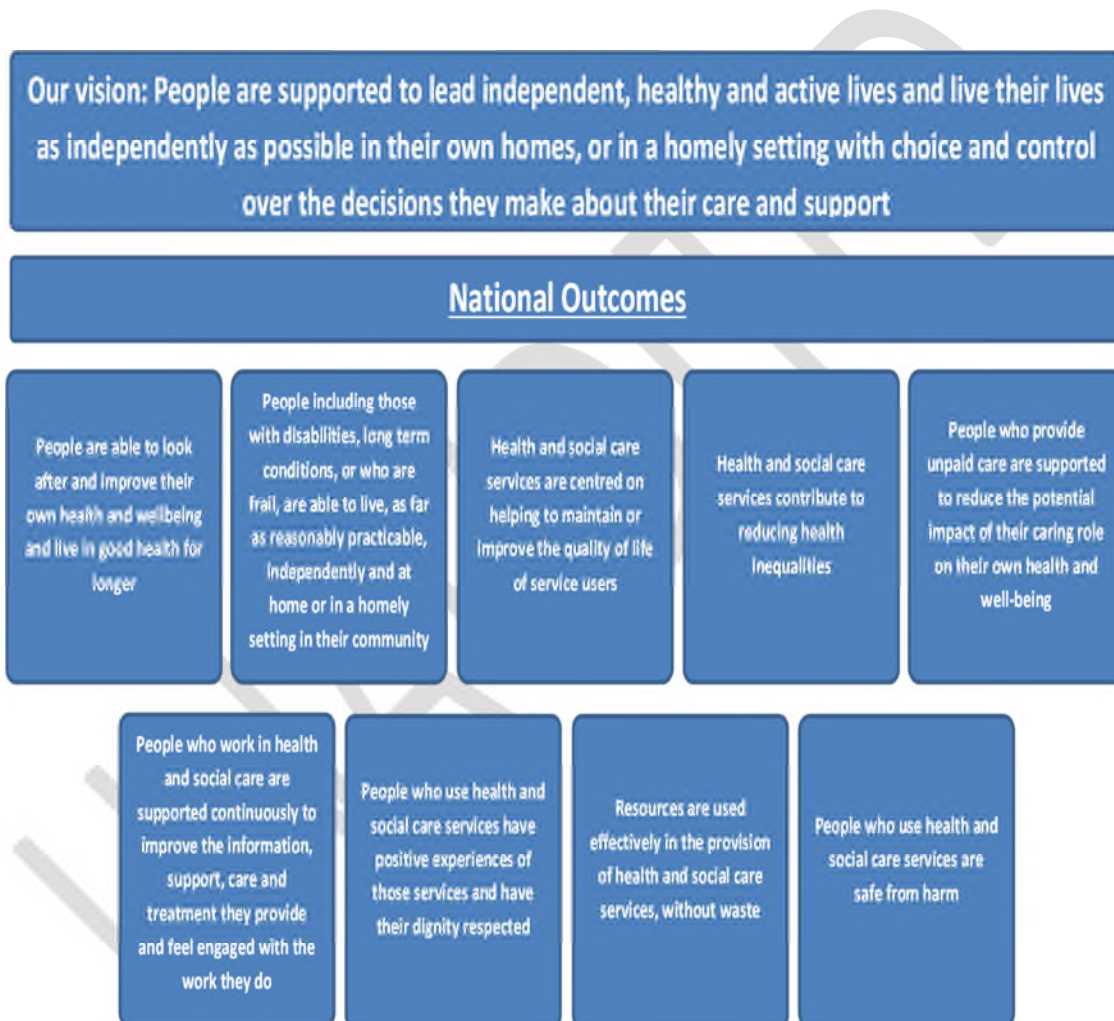 Our vision: People are supported to lead independent, healthy and active lives and live their lives
as independently as possible in their own homes, or in a homely setting with choice and control
over the decisions they make about their care and support
National Outcomes
People are able to look
after and improve their
own health and wellbeing
and live in good health for
longer
People including those
with disabilities, long term
conditions, or who are
frail, are able to live, as far
as reasonably practicable,
independently and at
home or in a homely
setting in their community
Health and social care
services are centred on
helping to maintain or
improve the quality of life
of service users
Health and social care
services contribute to
reducing health
inequalities
People who provide
unpaid care are supported
to reduce the potential
impact of their caring role
on their own health and
well-being
People who work in health
and social care are
supported continuously to
improve the information,
support, care and
treatment they provide
and feel engaged with the
work they do
People who use health and
social care services have
positive experiences of
those services and have
their dignity respected
Resources are used
effectively in the provision
of health and social care
services, without waste
People who use health and
social care services are
safe from harm